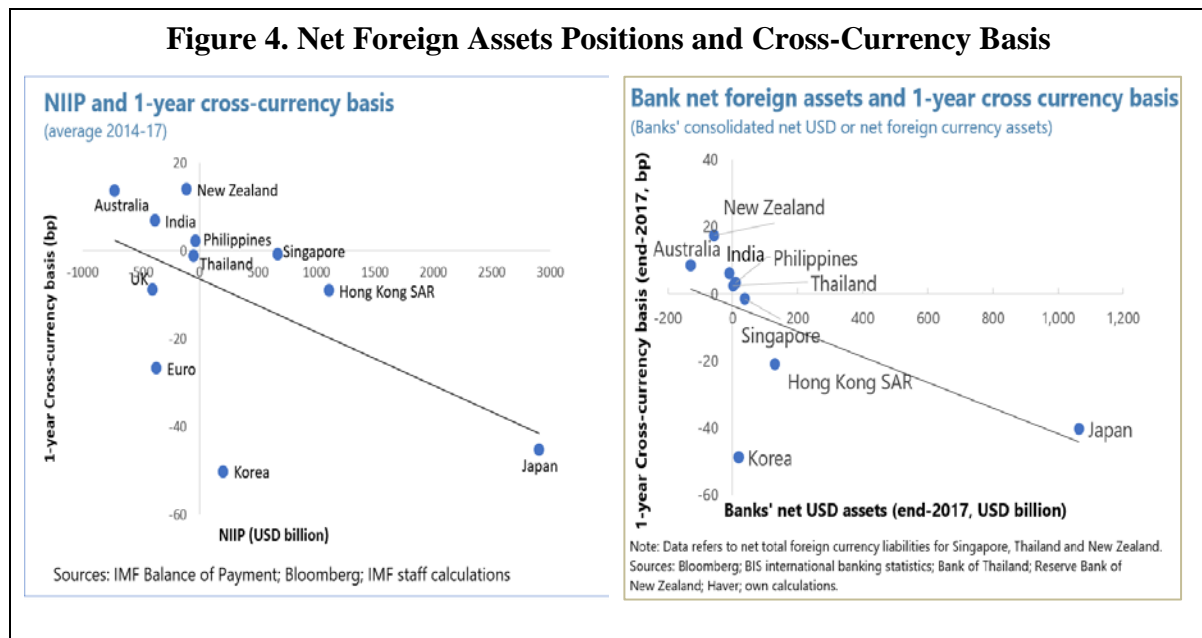 Figure 4. Net Foreign Assets Positions and Cross-Currency Basis
NIIP and 1-year cross-currency basis
(average 2014-17)
1-year Cross-currency basis (bp)
20
0
-20
-40
-60
-1000
-500
0
500
1000
1500
2000
2500
3000
Australia
New Zealand
India
Philippines
Thailand
Singapore
UK
Hong Kong SAR
Euro
Korea
Japan
NIIP (USD billion)
Sources: IMF Balance of Payment; Bloomberg; IMF staff calculations
Bank net foreign assets and 1-year cross currency basis
(Banks' consolidated net USD or net foreign currency assets)
1-year Cross-currency basis (end-2017, bp)
40
20
0
-20
-40
-60
-200
0
200
400
600
800
1,000
1,200
New Zealand
Australia
India
Philippines
Thailand
Singapore
Hong Kong SAR
Japan
Korea
Banks' net USD assets (end-2017, USD billion)
Note: Data refers to net total foreign currency liabilities for Singapore, Thailand and New Zealand.
Sources: Bloomberg; BIS international banking statistics; Bank of Thailand; Reserve Bank of
New Zealand; Haver; own calculations.